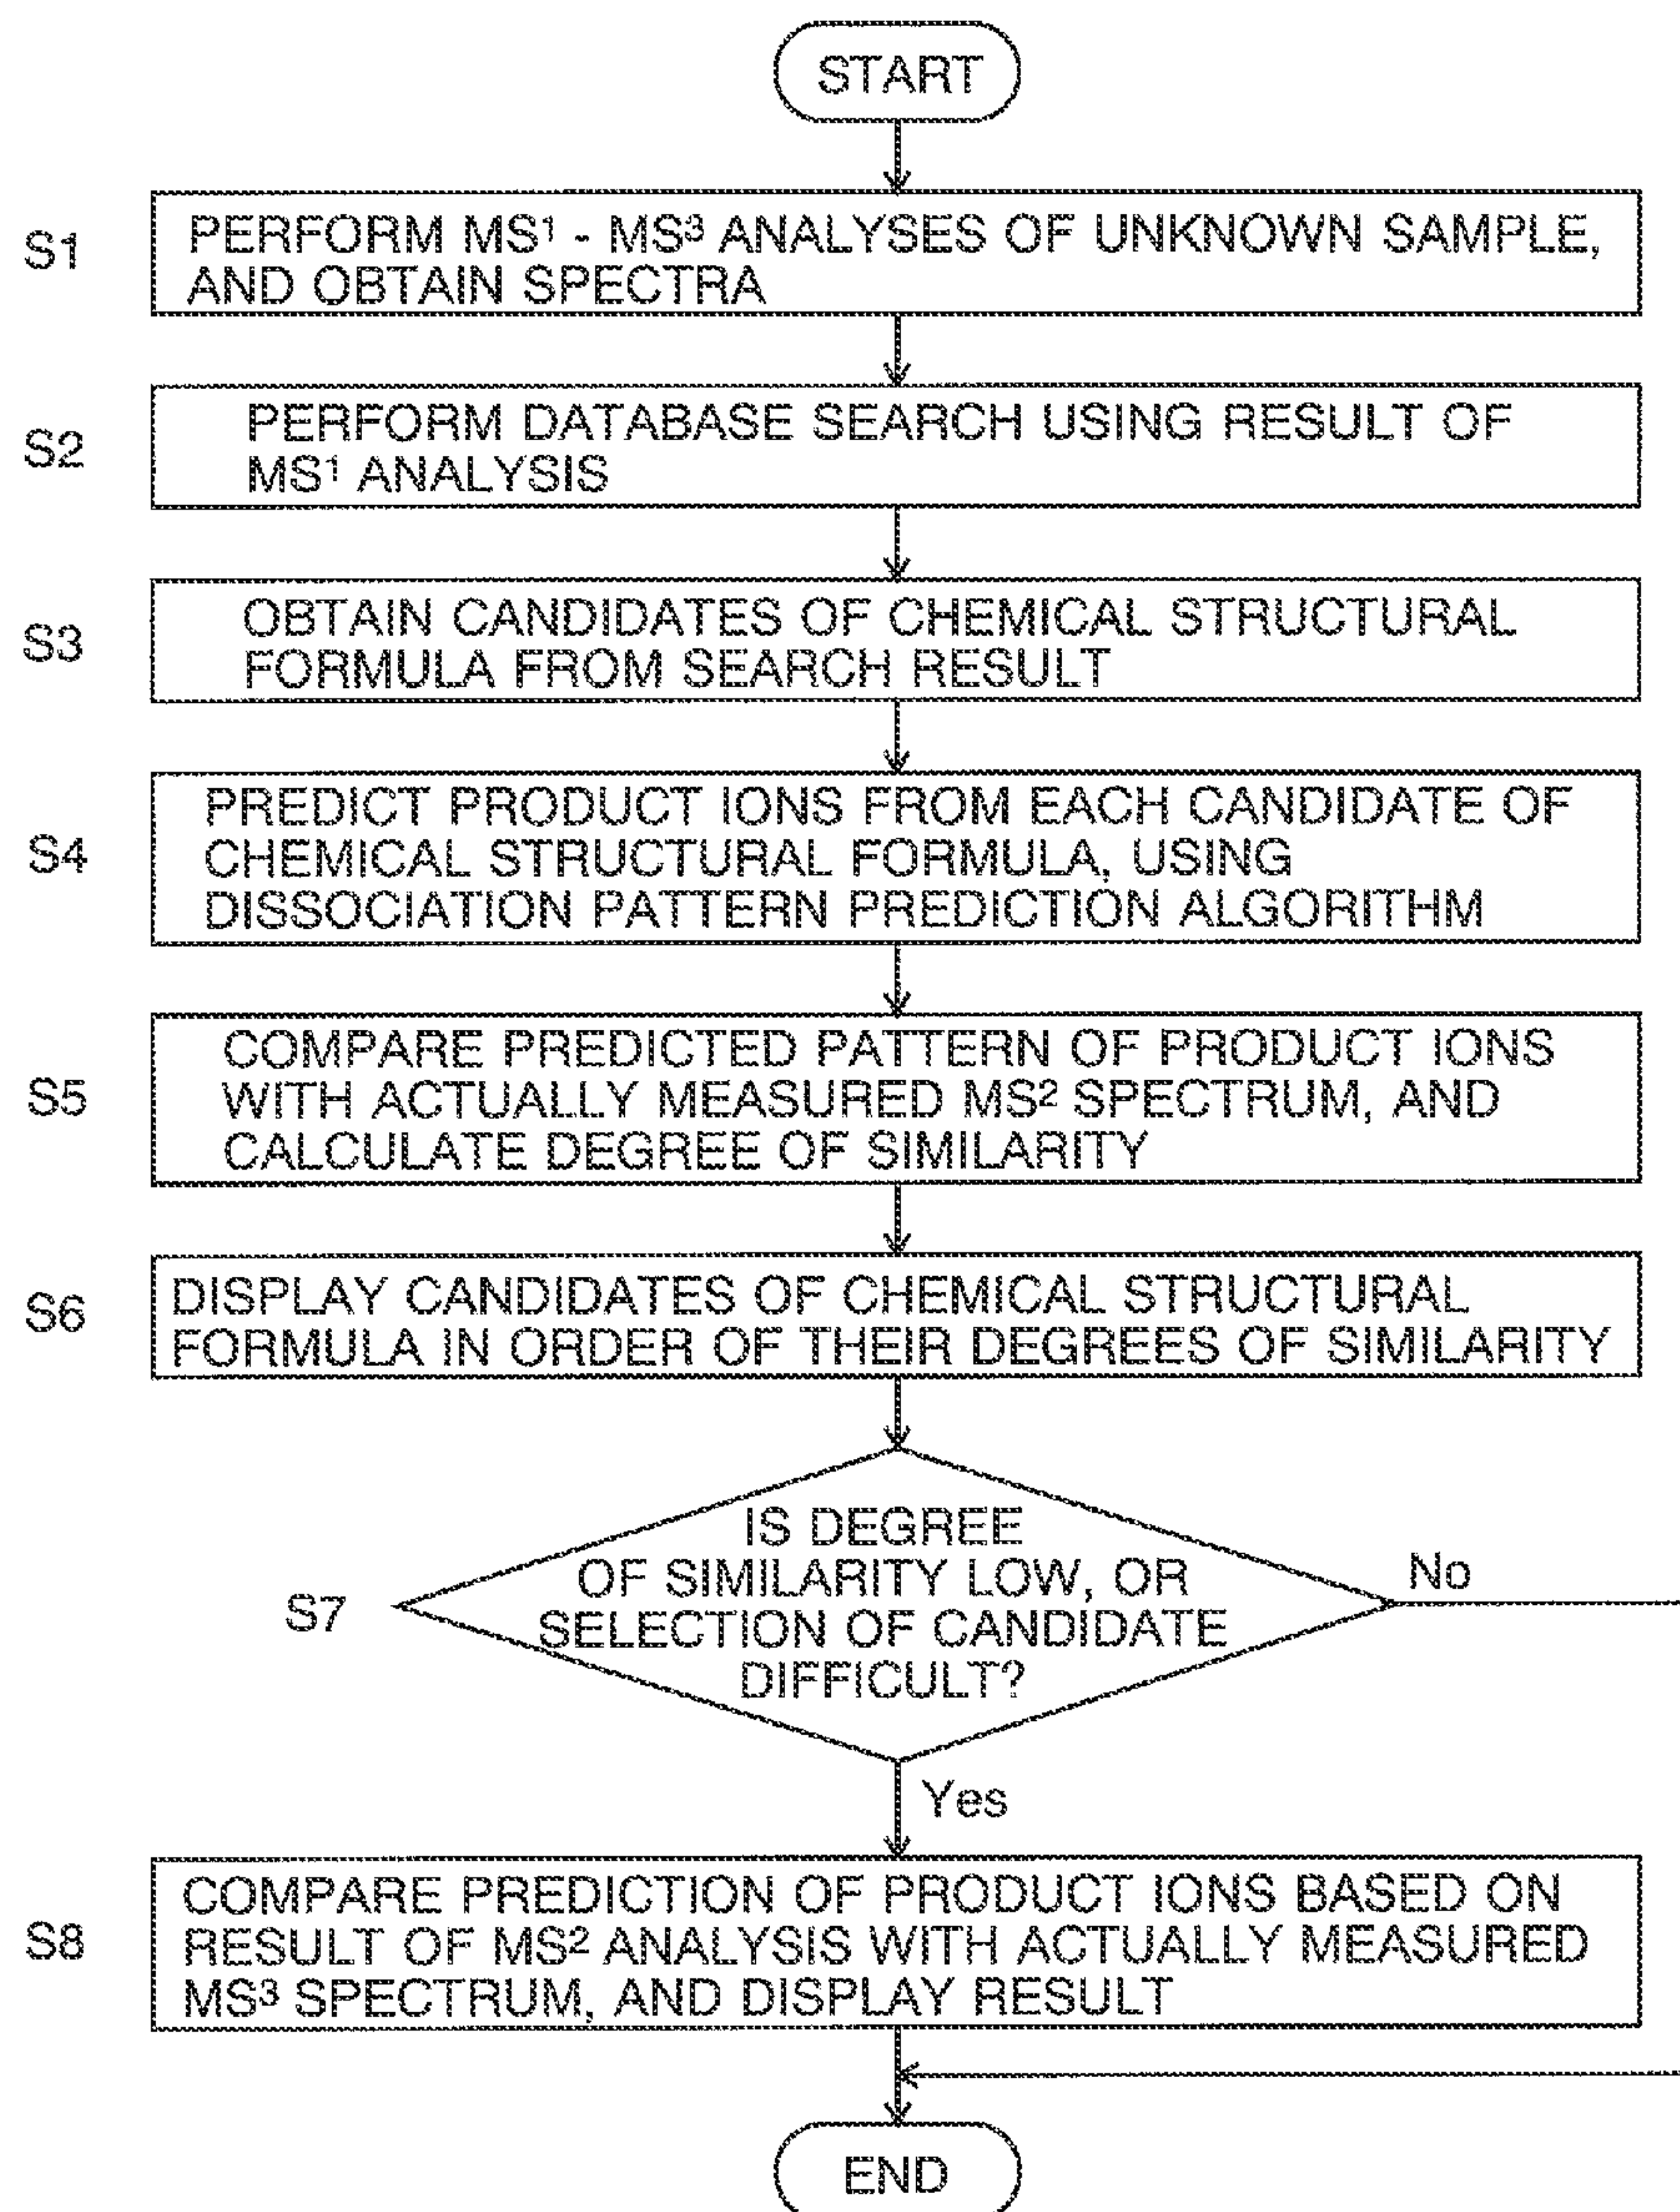 START
S1
PERFORM MS¹ - MS³ ANALYSES OF UNKNOWN SAMPLE,
AND OBTAIN SPECTRA
S2
PERFORM DATABASE SEARCH USING RESULT OF
MS¹ ANALYSIS
S3
OBTAIN CANDIDATES OF CHEMICAL STRUCTURAL
FORMULA FROM SEARCH RESULT
S4
PREDICT PRODUCT IONS FROM EACH CANDIDATE OF
CHEMICAL STRUCTURAL FORMULA, USING
DISSOCIATION PATTERN PREDICTION ALGORITHM
S5
COMPARE PREDICTED PATTERN OF PRODUCT IONS
WITH ACTUALLY MEASURED MS² SPECTRUM, AND
CALCULATE DEGREE OF SIMILARITY
S6
DISPLAY CANDIDATES OF CHEMICAL STRUCTURAL
FORMULA IN ORDER OF THEIR DEGREES OF SIMILARITY
S7
IS DEGREE
OF SIMILARITY LOW, OR
SELECTION OF CANDIDATE
DIFFICULT?
No
Yes
S8
COMPARE PREDICTION OF PRODUCT IONS BASED ON
RESULT OF MS² ANALYSIS WITH ACTUALLY MEASURED
MS³ SPECTRUM, AND DISPLAY RESULT
END